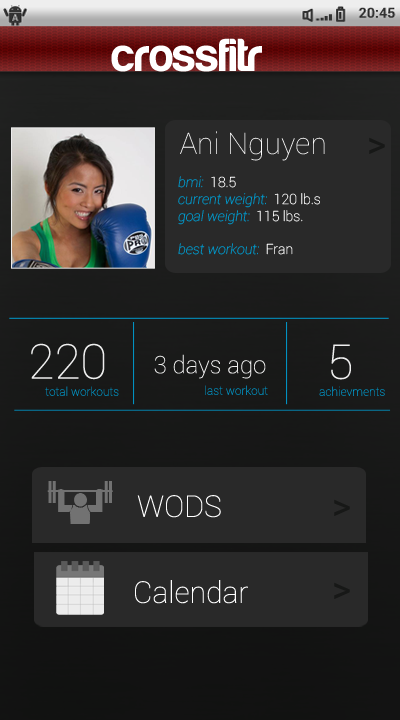 20:45
crossfitr
Ani Nguyen >
bmi: 18.5
current weight: 120 lb.s
goal weight: 115 lbs.
best workout: Fran
PRO
220
total workouts
3 days ago
last workout
5
achievments
WODS >
Calendar >